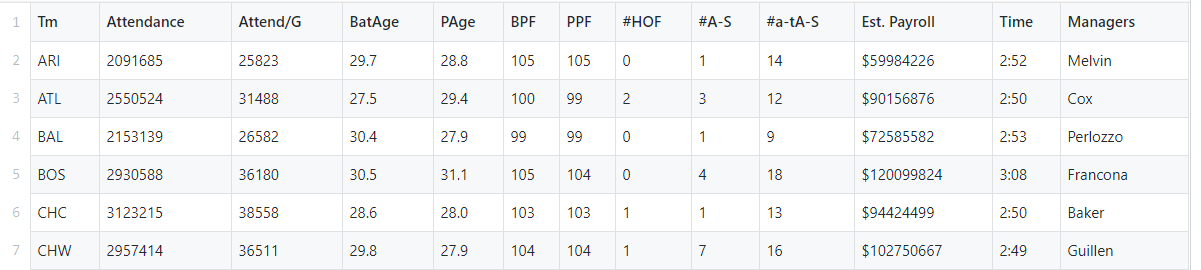 1 Tm Attendance Attend/G BatAge PAge BPF PPF #HOF #A-S #a-tA-S Est. Payroll Time Managers
2 ARI 2091685 25823 29.7 28.8 105 105 0 1 14 $59984226 2:52 Melvin
3 ATL 2550524 31488 27.5 29.4 100 99 2 3 12 $90156876 2:50 Cox
4 BAL 2153139 26582 30.4 27.9 99 99 0 1 9 $72585582 2:53 Perlozzo
5 BOS 2930588 36180 30.5 31.1 105 104 0 4 18 $120099824 3:08 Francona
6 CHC 3123215 38558 28.6 28.0 103 103 1 1 13 $94424499 2:50 Baker
7 CHW 2957414 36511 29.8 27.9 104 104 1 7 16 $102750667 2:49 Guillen